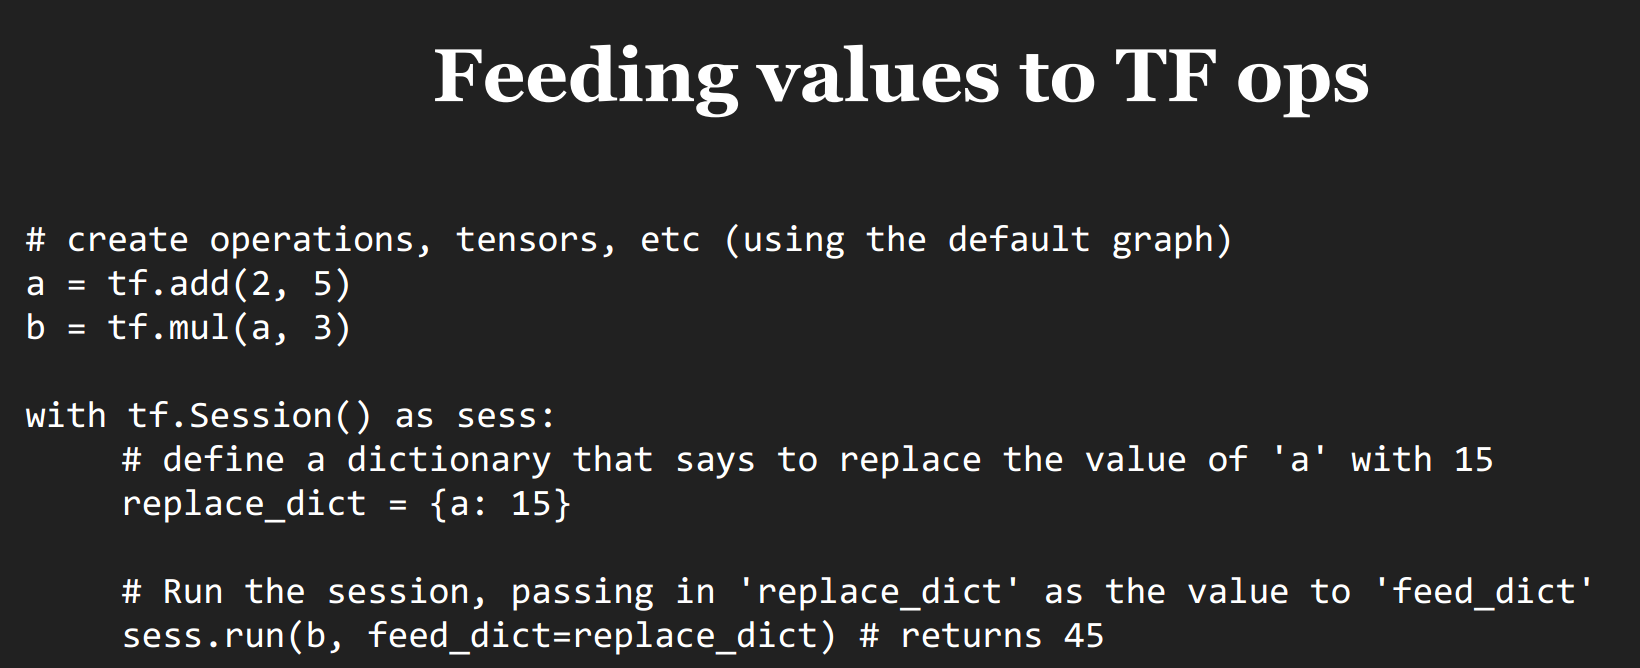 Feeding values to TF ops
# create operations, tensors, etc (using the default graph)
a = tf.add(2, 5)
b = tf.mul(a, 3)
with tf.Session() as sess:
# define a dictionary that says to replace the value of 'a' with 15
replace_dict = {a: 15}
# Run the session, passing in 'replace_dict' as the value to 'feed_dict'
sess.run(b, feed_dict=replace_dict) # returns 45